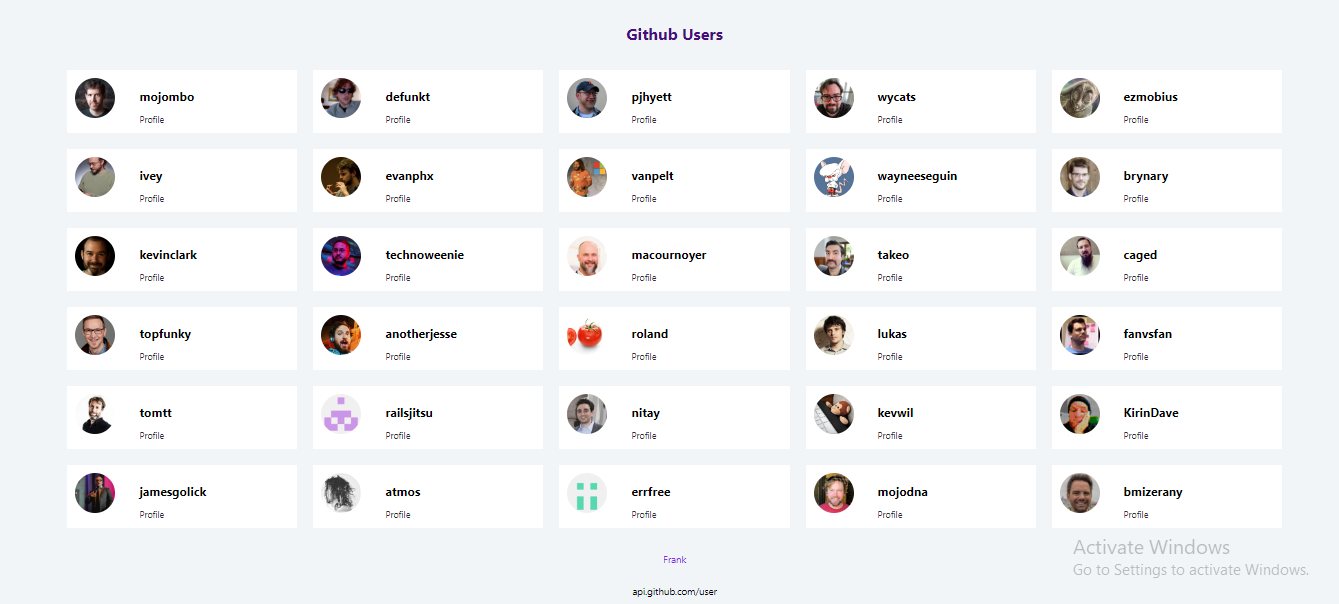 Github Users
mojombo
Profile
defunkt
Profile
pjhyett
Profile
wycats
Profile
ezmobius
Profile
ivey
Profile
evanphx
Profile
vanpelt
Profile
wayneeseguin
Profile
brynary
Profile
kevinclark
Profile
technoweenie
Profile
macournoyer
Profile
takeo
Profile
caged
Profile
topfunky
Profile
anotherjesse
Profile
roland
Profile
lukas
Profile
fanvsfan
Profile
tomtt
Profile
railsjitsu
Profile
nitay
Profile
kevwil
Profile
KirinDave
Profile
jamesgolick
Profile
atmos
Profile
errfree
Profile
mojodna
Profile
bmizerany
Profile
Frank
api.github.com/user
Activate Windows
Go to Settings to activate Windows.